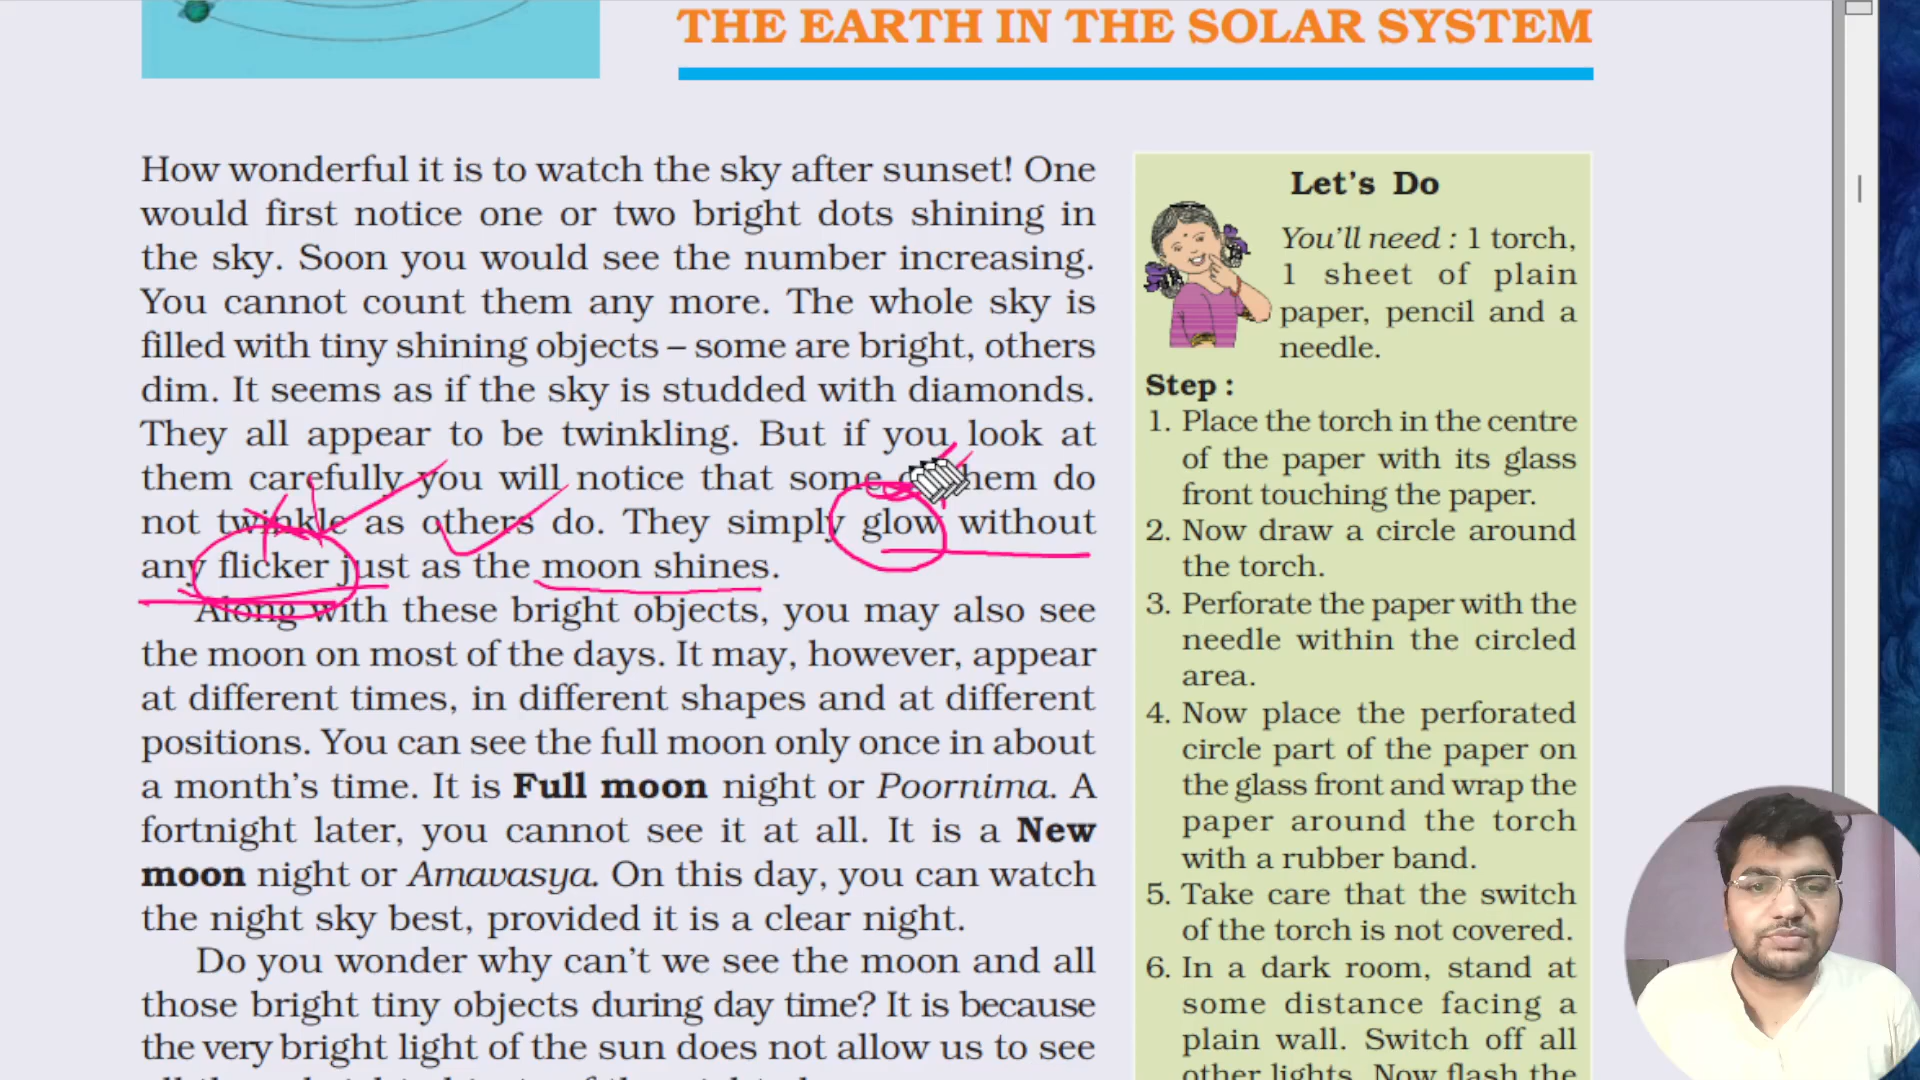 THE EARTH IN THE SOLAR SYSTEM
How wonderful it is to watch the sky after sunset! One
would first notice one or two bright dots shining in
the sky. Soon you would see the number increasing.
You cannot count them any more. The whole sky is
filled with tiny shining objects – some are bright, others
dim. It seems as if the sky is studded with diamonds.
They all appear to be twinkling. But if you look at
them carefully you will notice that some them do
not twinkle as others do. They simply glow without
any flicker just as the moon shines.
Along with these bright objects, you may also see
the moon on most of the days. It may, however, appear
at different times, in different shapes and at different
positions. You can see the full moon only once in about
a month's time. It is Full moon night or Poornima. A
fortnight later, you cannot see it at all. It is a New
moon night or Amavasya. On this day, you can watch
the night sky best, provided it is a clear night.
Do you wonder why can't we see the moon and all
those bright tiny objects during day time? It is because
the very bright light of the sun does not allow us to see
Let's Do
You'll need : 1 torch,
1 sheet of plain
paper, pencil and a
needle.
Step :
1. Place the torch in the centre
of the paper with its glass
front touching the paper.
2. Now draw a circle around
the torch.
3. Perforate the paper with the
needle within the circled
area.
4. Now place the perforated
circle part of the paper on
the glass front and wrap the
paper around the torch
with a rubber band.
5. Take care that the switch
of the torch is not covered.
6. In a dark room, stand at
some distance facing a
plain wall. Switch off all
other lights. Now flash the